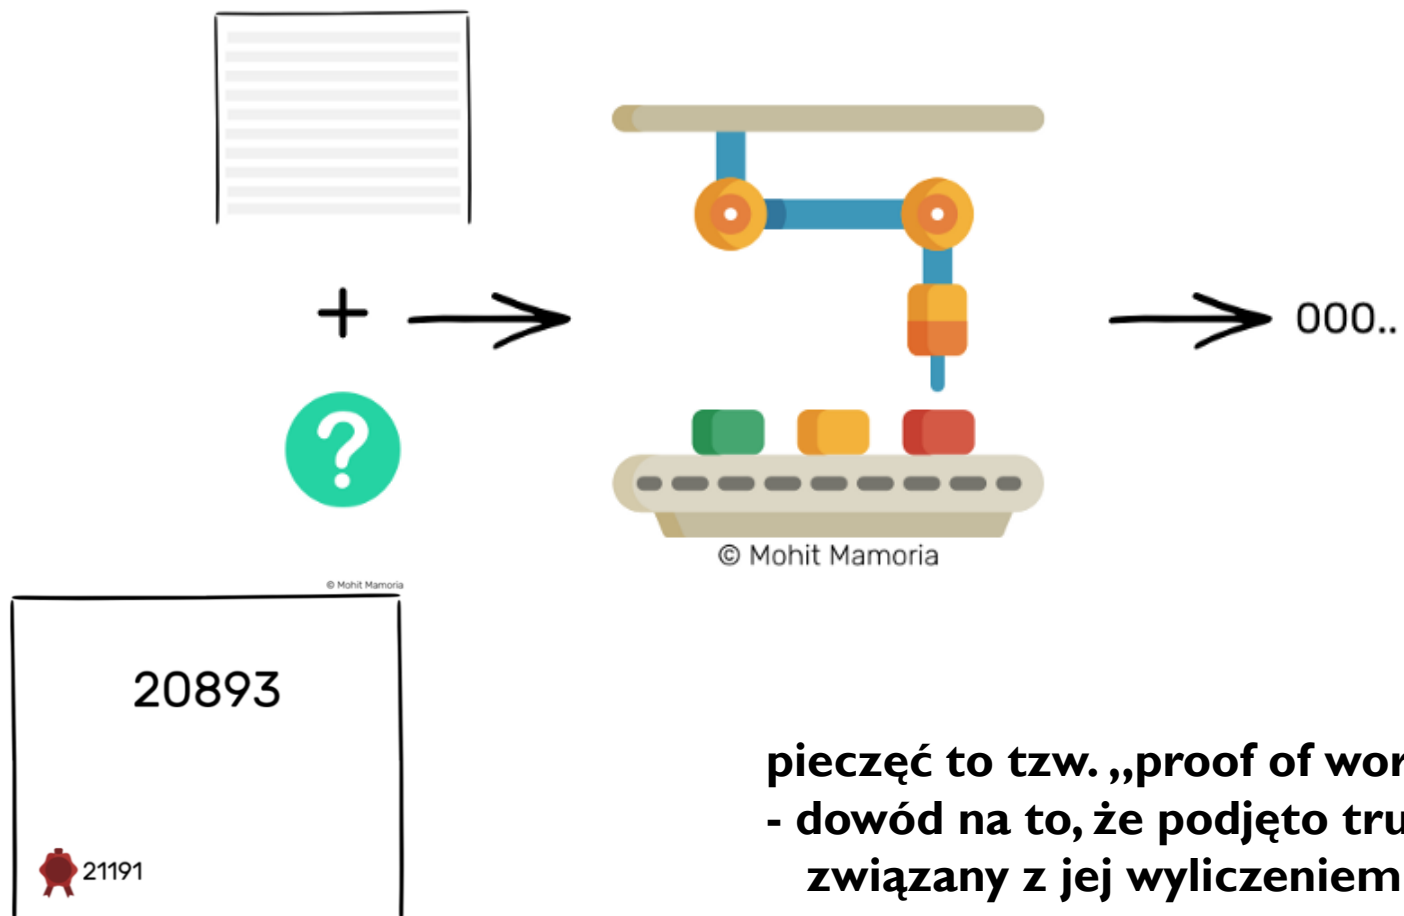 +
000..
?
© Mohit Mamoria
© Mohit Mamoria
20893
21191
pieczęć to tzw. „proof of wor
- dowód na to, że podjęto tru
związany z jej wyliczeniem